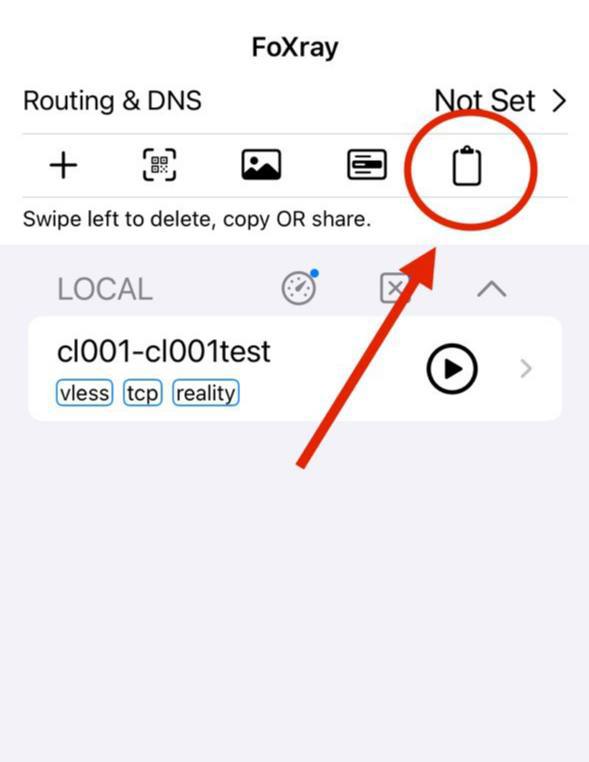 FoXray
Routing & DNS Not Set
Swipe left to delete, copy OR share.
LOCAL
cl001-cl001test
vless tcp reality